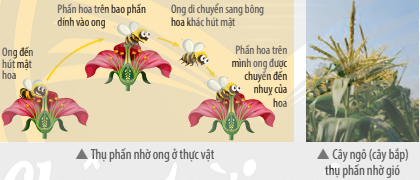 Ong đến
hút mật
hoa
Phấn hoa trên bao phấn
dính vào ong
Ong di chuyển sang bông
hoa khác hút mật
Phấn hoa trên
mình ong được
chuyển đến
nhuỵ của
hoa
▲ Thụ phấn nhờ ong ở thực vật
▲ Cây ngô (cây bắp)
thụ phấn nhờ gió